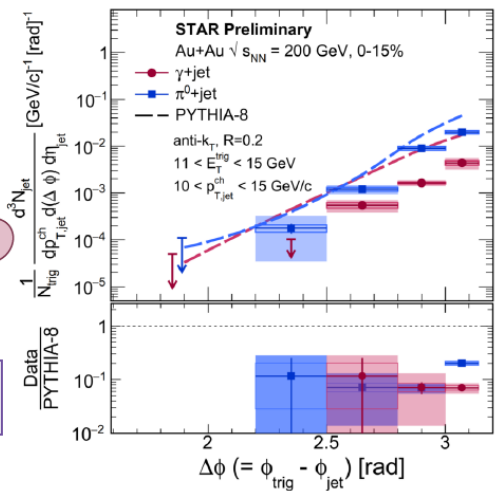 STAR Preliminary
Au+Au √ s_NN = 200 GeV, 0-15%
γ+jet
π⁰+jet
PYTHIA-8
anti-k_T, R=0.2
11 < E_T^trig < 15 GeV
10 < p_T,jet^ch < 15 GeV/c
1
10⁻¹
10⁻²
10⁻³
10⁻⁴
10⁻⁵
1/N_trig d³N_jet/dp_T,jet^ch d(Δ ϕ) dη_jet [GeV/c]⁻¹ [rad]⁻¹
1
10⁻¹
10⁻²
Data
PYTHIA-8
2 2.5 3
Δϕ (= ϕ_trig - ϕ_jet) [rad]